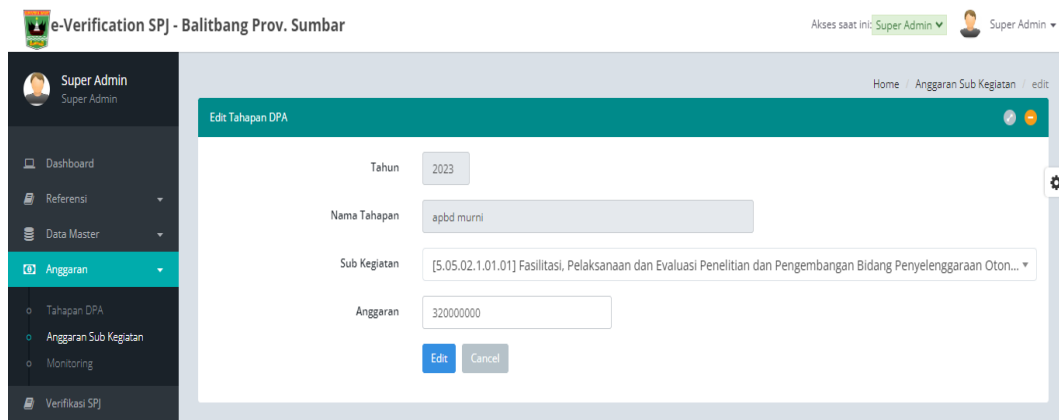 e-Verification SPJ - Balitbang Prov. Sumbar
Akses saat ini: Super Admin
Super Admin
Super Admin
Super Admin
Home / Anggaran Sub Kegiatan / edit
Edit Tahapan DPA
Dashboard
Referensi
Data Master
Anggaran
Tahapan DPA
Anggaran Sub Kegiatan
Monitoring
Verifikasi SPJ
Tahun 2023
Nama Tahapan apbd murni
Sub Kegiatan [5.05.02.1.01.01] Fasilitasi, Pelaksanaan dan Evaluasi Penelitian dan Pengembangan Bidang Penyelenggaraan Oton...
Anggaran 320000000
Edit Cancel